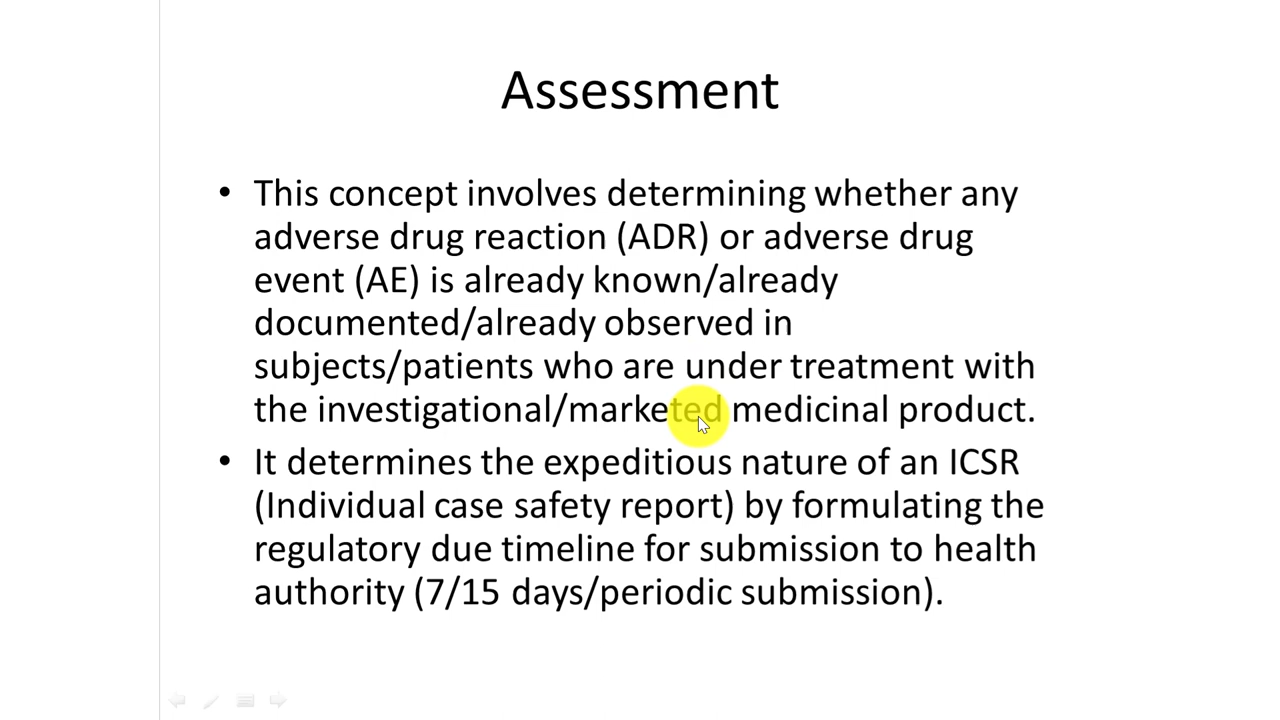 Assessment
• This concept involves determining whether any
adverse drug reaction (ADR) or adverse drug
event (AE) is already known/already
documented/already observed in
subjects/patients who are under treatment with
the investigational/marketed medicinal product.
• It determines the expeditious nature of an ICSR
(Individual case safety report) by formulating the
regulatory due timeline for submission to health
authority (7/15 days/periodic submission).